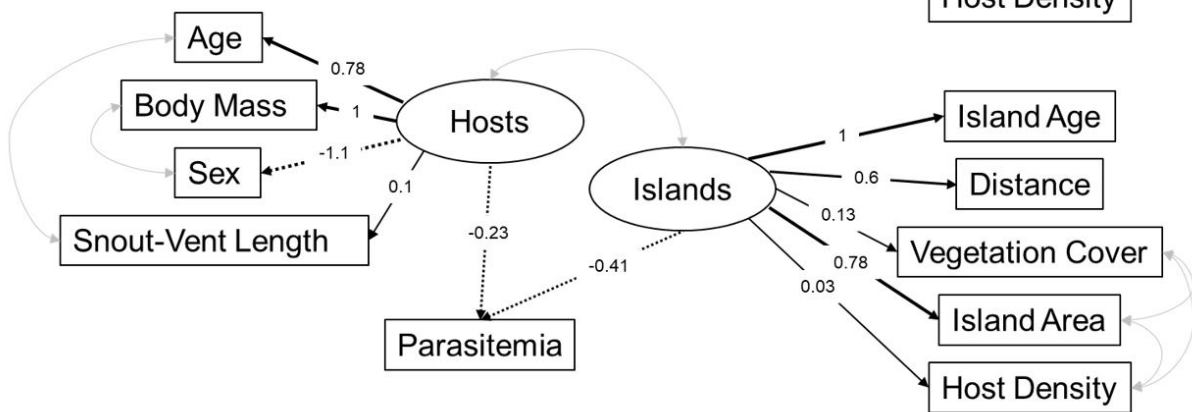 Host Density
Age
0.78
Body Mass
1
Hosts
Island Age
1
Sex
-1.1
Islands
0.6
Distance
0.1
0.13
Snout-Vent Length
-0.23
Vegetation Cover
-0.41
0.78
0.03
Island Area
Parasitemia
Host Density